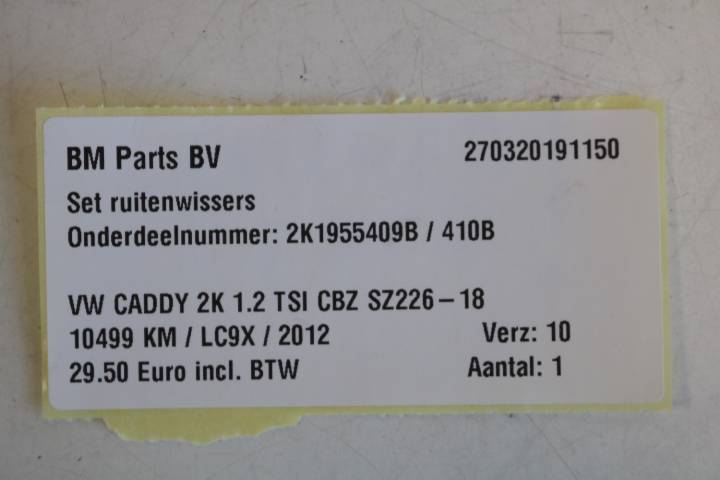 BM Parts BV 270320191150
Set ruitenwissers
Onderdeelnummer: 2K1955409B / 410B
VW CADDY 2K 1.2 TSI CBZ SZ226-18
10499 KM / LC9X / 2012 Verz: 10
29.50 Euro incl. BTW Aantal: 1